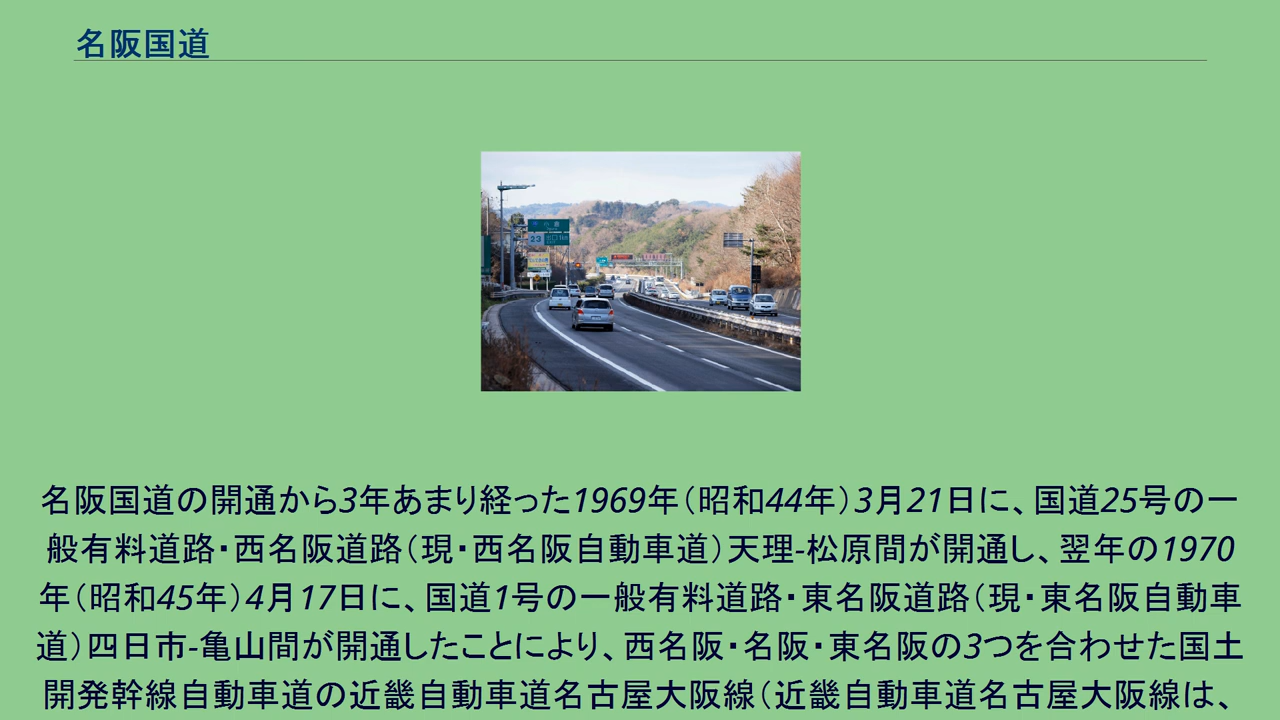 名阪国道
名阪国道の開通から3年あまり経った1969年（昭和44年）3月21日に、国道25号の一
般有料道路・西名阪道路（現・西名阪自動車道）天理-松原間が開通し、翌年の1970
年（昭和45年）4月17日に、国道1号の一般有料道路・東名阪道路（現・東名阪自動車
道）四日市-亀山間が開通したことにより、西名阪・名阪・東名阪の3つを合わせた国土
開発幹線自動車道の近畿自動車道名古屋大阪線（近畿自動車道名古屋大阪線は、